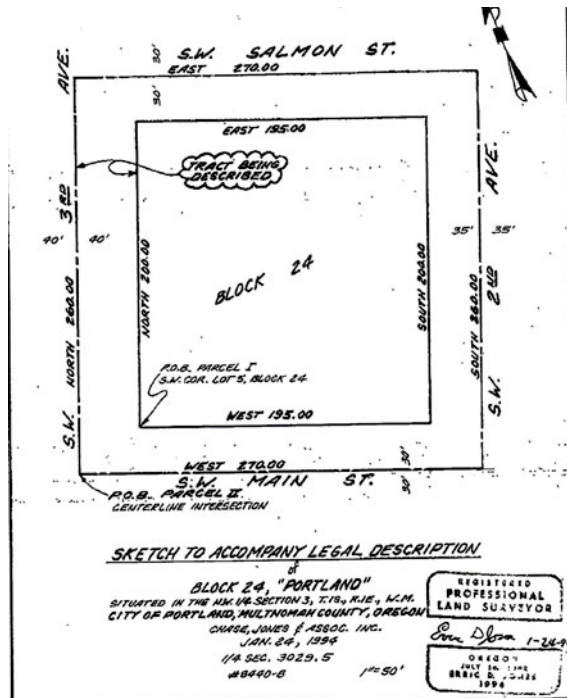 S.W. SALMON ST.
30'
EAST 270.00
30'
AVE.
EAST 195.00
TRACT BEING
DESCRIBED
AVE.
3RD
40' 40'
35' 35'
NORTH 200.00
BLOCK 24
SOUTH 200.00
2ND
NORTH 260.00
SOUTH 260.00
S.W.
P.O.B. PARCEL I
S.W. COR. LOT 5, BLOCK 24
WEST 195.00
S.W.
WEST 270.00
30'
S.W. MAIN ST.
30'
P.O.B. PARCEL II
CENTERLINE INTERSECTION
SKETCH TO ACCOMPANY LEGAL DESCRIPTION
of
BLOCK 24, "PORTLAND"
SITUATED IN THE N.W. 1/4 SECTION 3, T.1S., R.1E., W.M.
CITY OF PORTLAND, MULTNOMAH COUNTY, OREGON
CHASE, JONES & ASSOC. INC.
JAN. 24, 1994
1/4 SEC. 3029.5
#8440-B 1"=50'
REGISTERED
PROFESSIONAL
LAND SURVEYOR
OREGON
JULY
1994